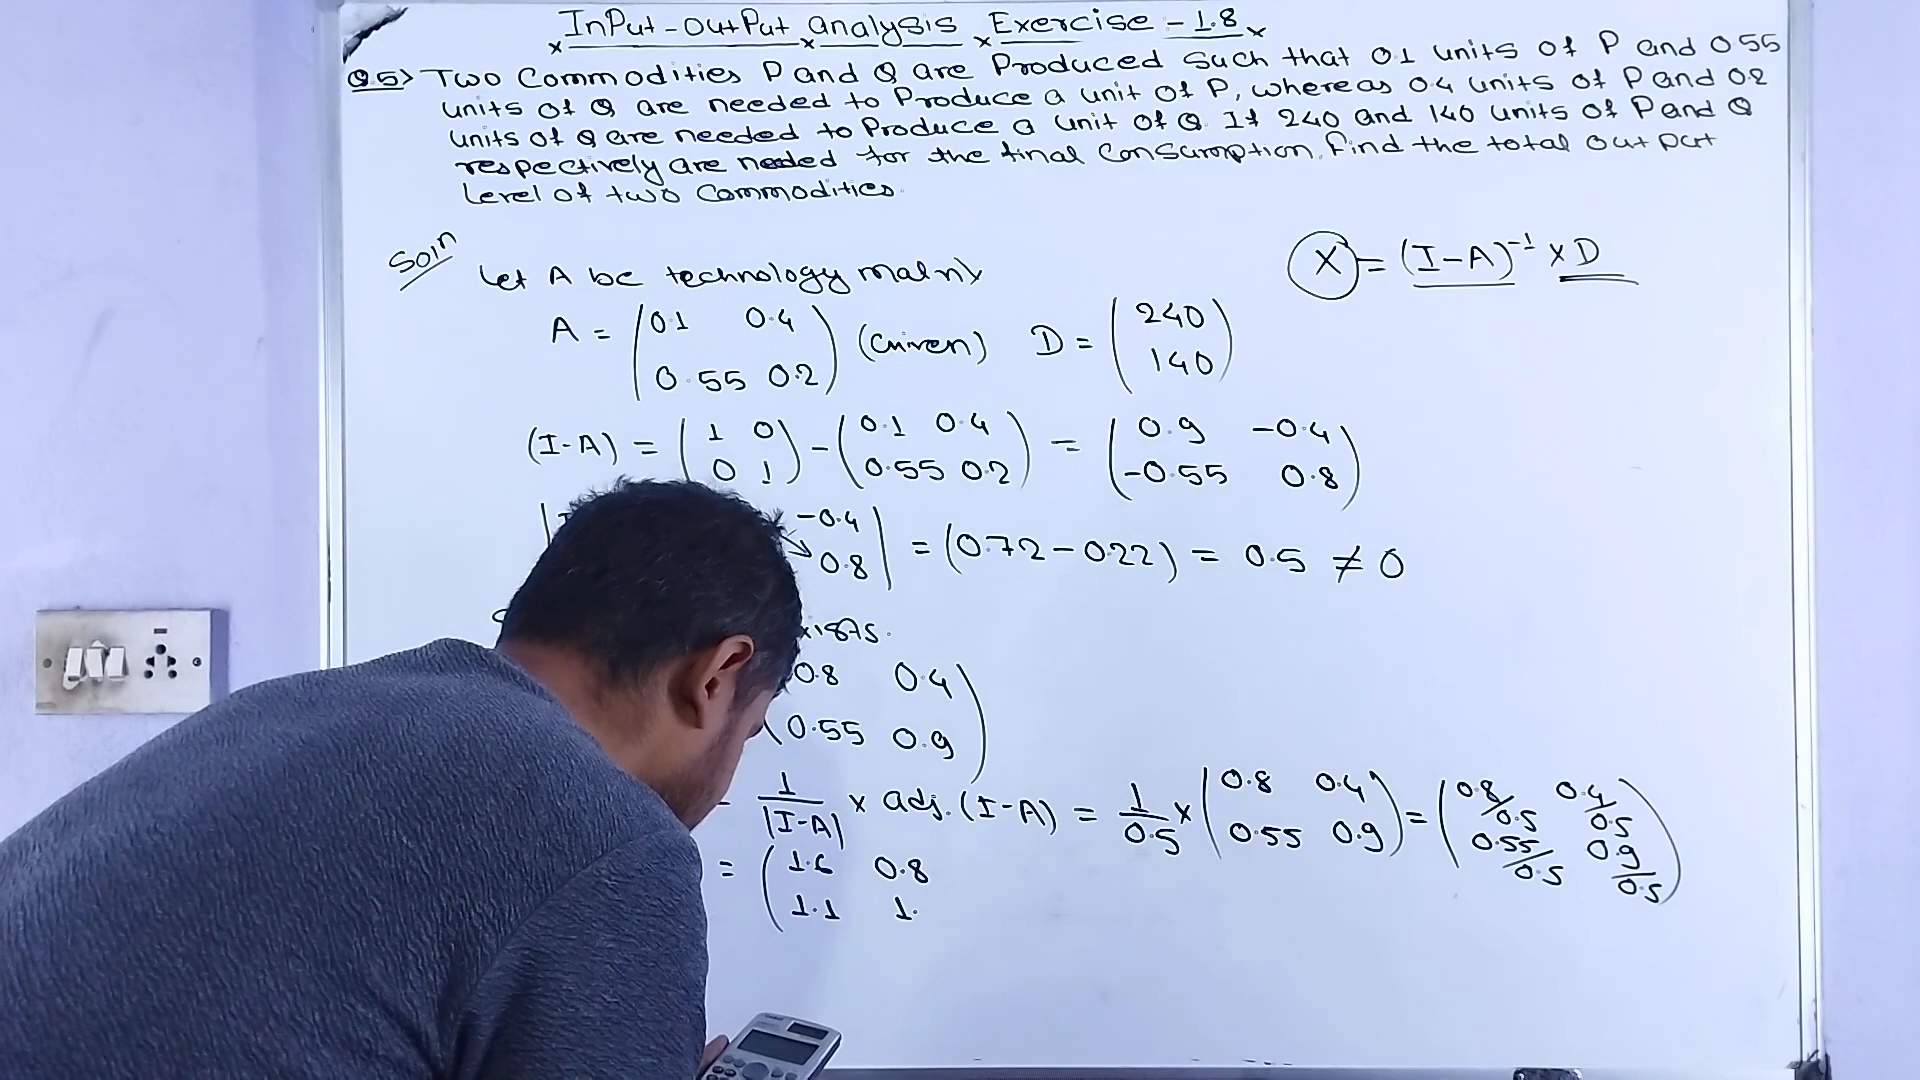 InPut-OutPut analysis Exercise - 1.8
Q.5> Two Commodities P and Q are Produced Such that 0.1 units of P and 0.55
units of Q are needed to Produce a unit of P, whereas 0.4 units of P and 0.2
units of Q are needed to Produce a unit of Q. If 240 and 140 units of P and Q
respectively are needed for the final Consumption, find the total output
Level of two Commodities.
Soln
Let A be technology matrix
X = (I-A)⁻¹ × D
A = (0.1 0.4
0.55 0.2) (Given) D = (240
140)
(I-A) = (1 0
0 1) - (0.1 0.4
0.55 0.2) = (0.9 -0.4
-0.55 0.8)
-0.4
0.8| = (0.72 - 0.22) = 0.5 ≠ 0
0.8 0.4
0.55 0.9)
1/|I-A| × adj. (I-A) = 1/0.5 × (0.8 0.4
0.55 0.9) = (0.8/0.5 0.4/0.5
0.55/0.5 0.9/0.5)
= (1.6 0.8
1.1 1.